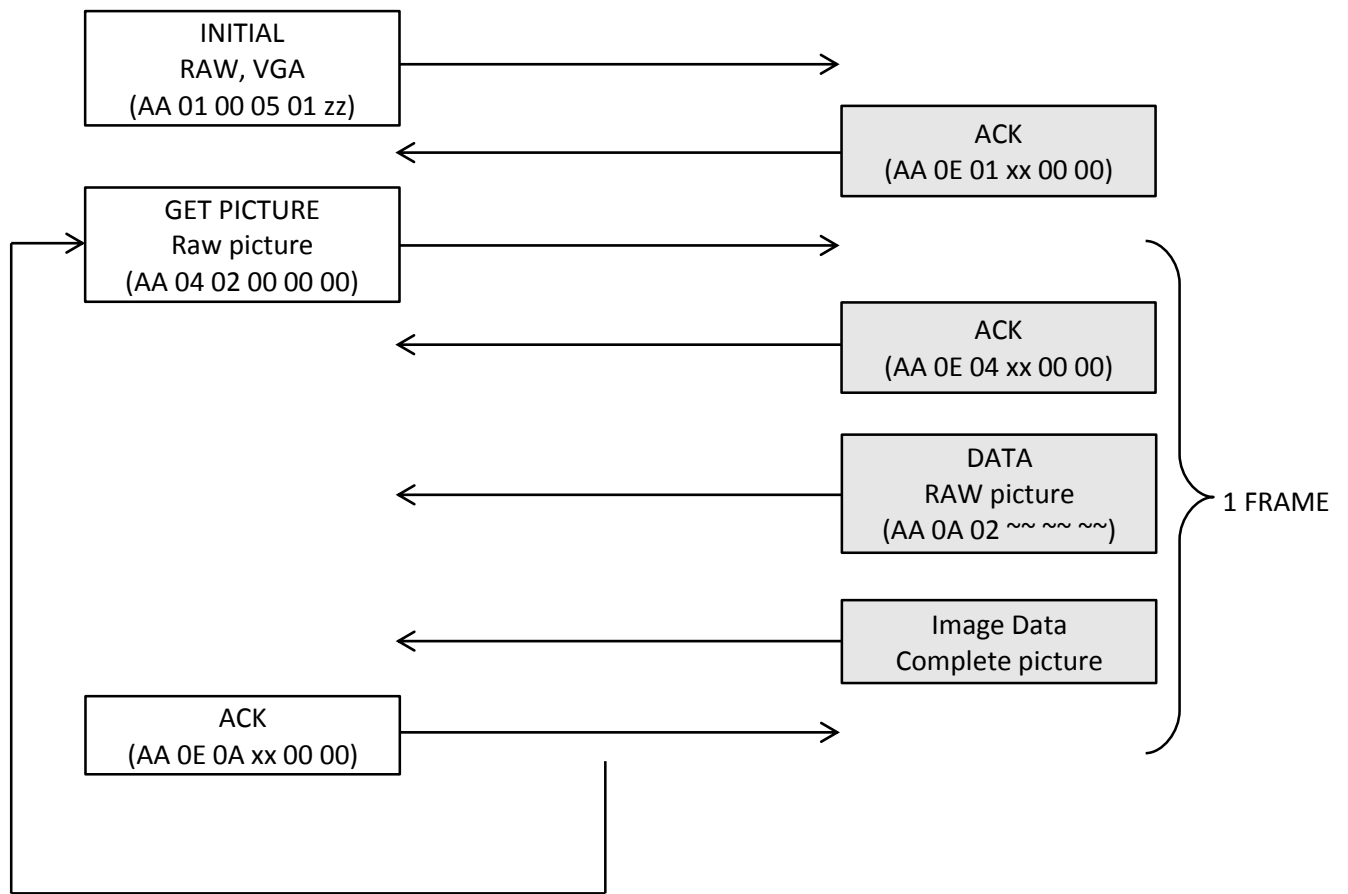 INITIAL
RAW, VGA
(AA 01 00 05 01 zz)
ACK
(AA 0E 01 xx 00 00)
GET PICTURE
Raw picture
(AA 04 02 00 00 00)
ACK
(AA 0E 04 xx 00 00)
DATA
RAW picture
(AA 0A 02 ~~ ~~ ~~)
1 FRAME
Image Data
Complete picture
ACK
(AA 0E 0A xx 00 00)